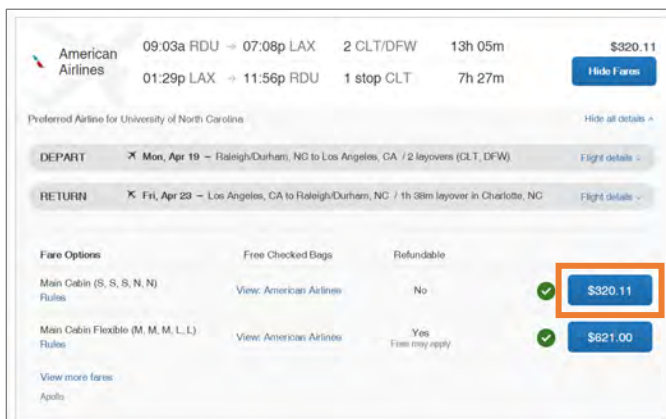 American Airlines
09:03a RDU → 07:08p LAX 2 CLT/DFW 13h 05m $320.11
01:29p LAX → 11:56p RDU 1 stop CLT 7h 27m
Hide Fares
Preferred Airline for University of North Carolina Hide all details
DEPART Mon, Apr 19 – Raleigh/Durham, NC to Los Angeles, CA / 2 layovers (CLT, DFW) Flight details
RETURN Fri, Apr 23 – Los Angeles, CA to Raleigh/Durham, NC / 1h 38m layover in Charlotte, NC Flight details
Fare Options Free Checked Bags Refundable
Main Cabin (S, S, S, N, N) View: American Airlines No $320.11
Rules
Main Cabin Flexible (M, M, M, L, L) View: American Airlines Yes $621.00
Rules Fees may apply
View more fares
Apollo